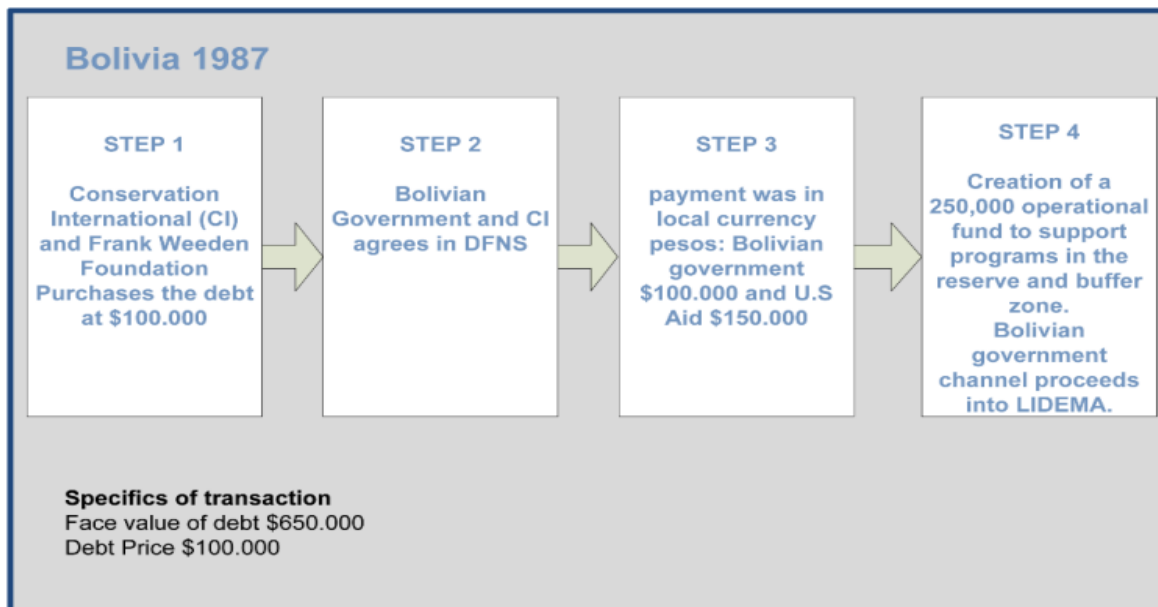 Bolivia 1987
STEP 1
Conservation
International (CI)
and Frank Weeden
Foundation
Purchases the debt
at $100.000
STEP 2
Bolivian
Government and CI
agrees in DFNS
STEP 3
payment was in
local currency
pesos: Bolivian
government
$100.000 and U.S
Aid $150.000
STEP 4
Creation of a
250,000 operational
fund to support
programs in the
reserve and buffer
zone.
Bolivian
government
channel proceeds
into LIDEMA.
Specifics of transaction
Face value of debt $650.000
Debt Price $100.000